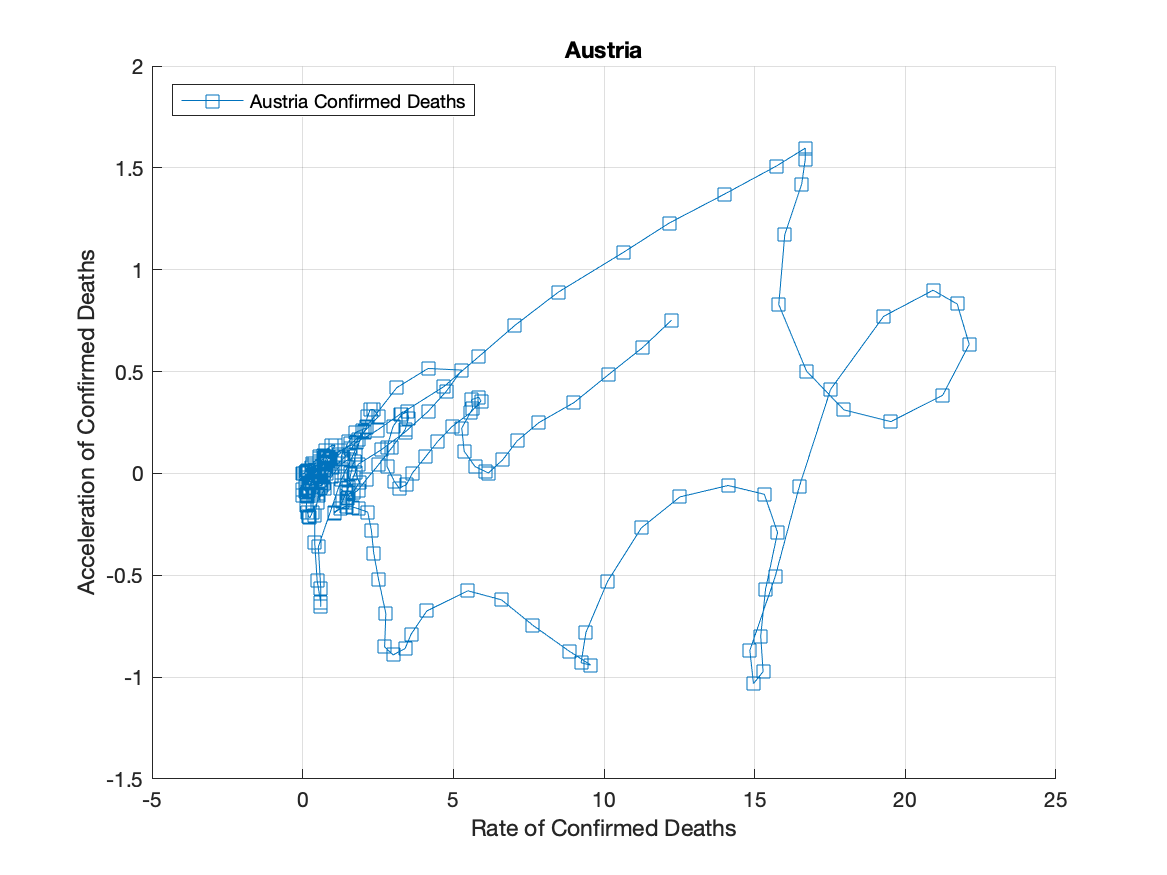 Austria
2
Austria Confirmed Deaths
1.5
1
0.5
0
-0.5
-1
-1.5
Acceleration of Confirmed Deaths
-5 0 5 10 15 20 25
Rate of Confirmed Deaths